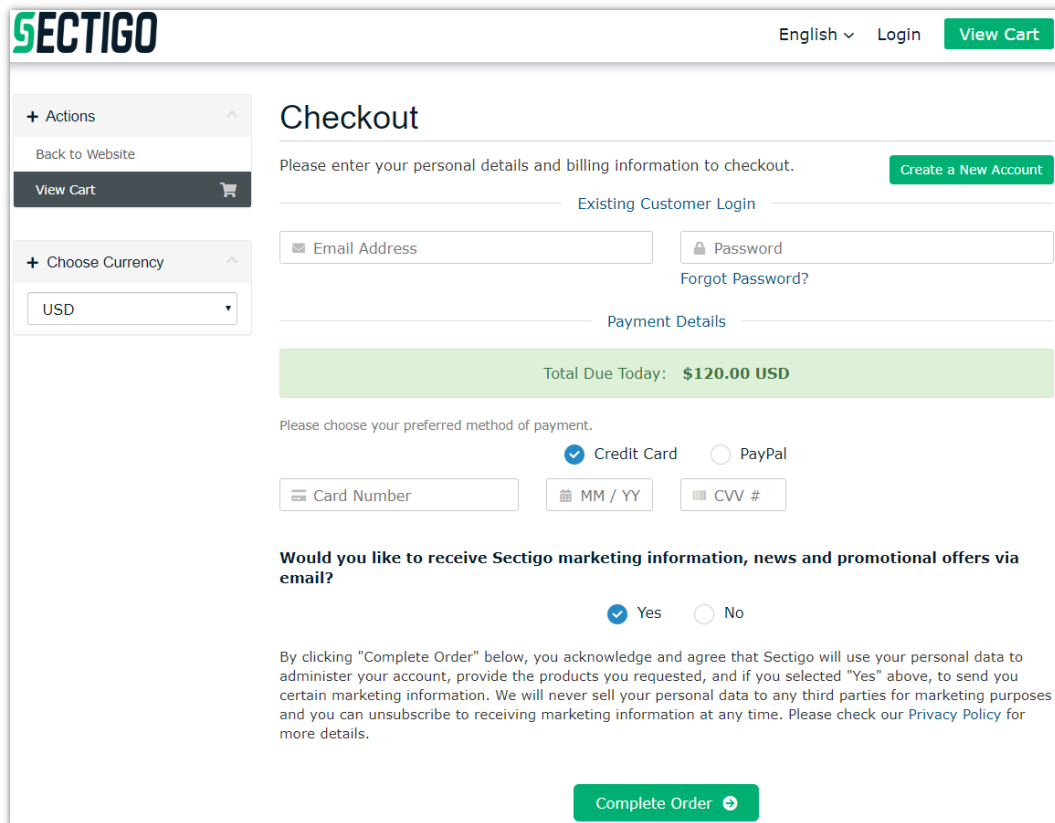 SECTIGO
English Login View Cart
+ Actions
Back to Website
View Cart
+ Choose Currency
USD
Checkout
Please enter your personal details and billing information to checkout.
Create a New Account
Existing Customer Login
Email Address Password
Forgot Password?
Payment Details
Total Due Today: $120.00 USD
Please choose your preferred method of payment.
Credit Card PayPal
Card Number MM / YY CVV #
Would you like to receive Sectigo marketing information, news and promotional offers via
email?
Yes No
By clicking "Complete Order" below, you acknowledge and agree that Sectigo will use your personal data to
administer your account, provide the products you requested, and if you selected "Yes" above, to send you
certain marketing information. We will never sell your personal data to any third parties for marketing purposes
and you can unsubscribe to receiving marketing information at any time. Please check our Privacy Policy for
more details.
Complete Order